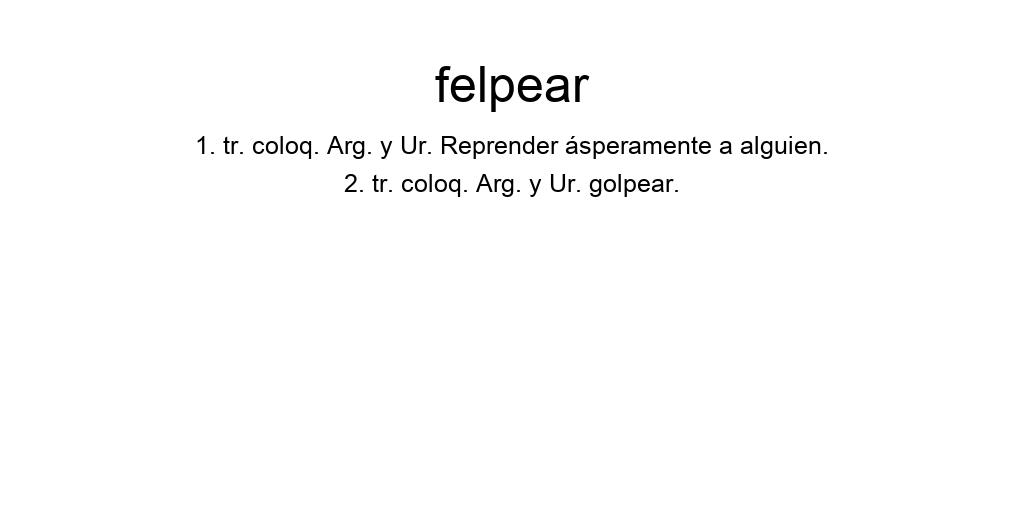 felpear
1. tr. coloq. Arg. y Ur. Reprender ásperamente a alguien.
2. tr. coloq. Arg. y Ur. golpear.